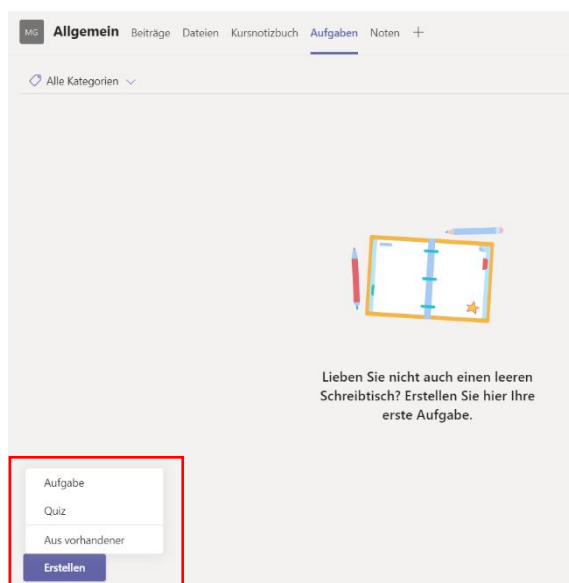 MG Allgemein Beiträge Dateien Kursnotizbuch Aufgaben Noten +
Alle Kategorien
Lieben Sie nicht auch einen leeren
Schreibtisch? Erstellen Sie hier Ihre
erste Aufgabe.
Aufgabe
Quiz
Aus vorhandener
Erstellen